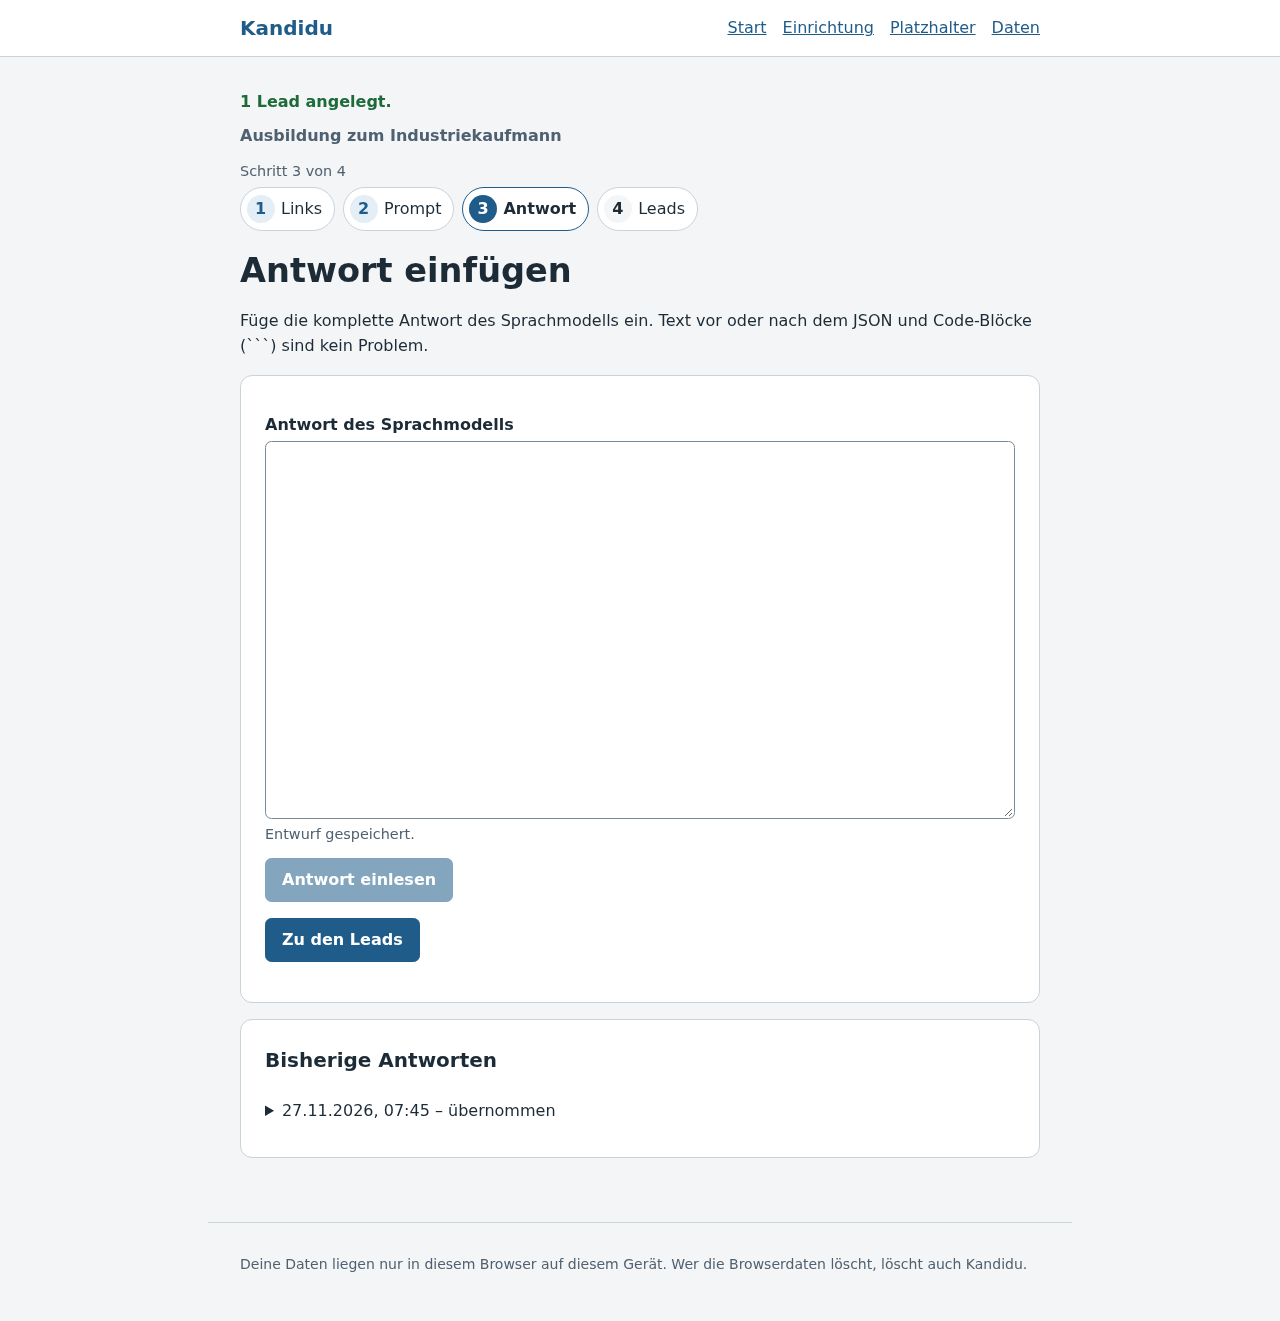 Kandidu
Start Einrichtung Platzhalter Daten
1 Lead angelegt.
Ausbildung zum Industriekaufmann
Schritt 3 von 4
1 Links 2 Prompt 3 Antwort 4 Leads
Antwort einfügen
Füge die komplette Antwort des Sprachmodells ein. Text vor oder nach dem JSON und Code-Blöcke
(```) sind kein Problem.
Antwort des Sprachmodells
Entwurf gespeichert.
Antwort einlesen
Zu den Leads
Bisherige Antworten
27.11.2026, 07:45 – übernommen
Deine Daten liegen nur in diesem Browser auf diesem Gerät. Wer die Browserdaten löscht, löscht auch Kandidu.